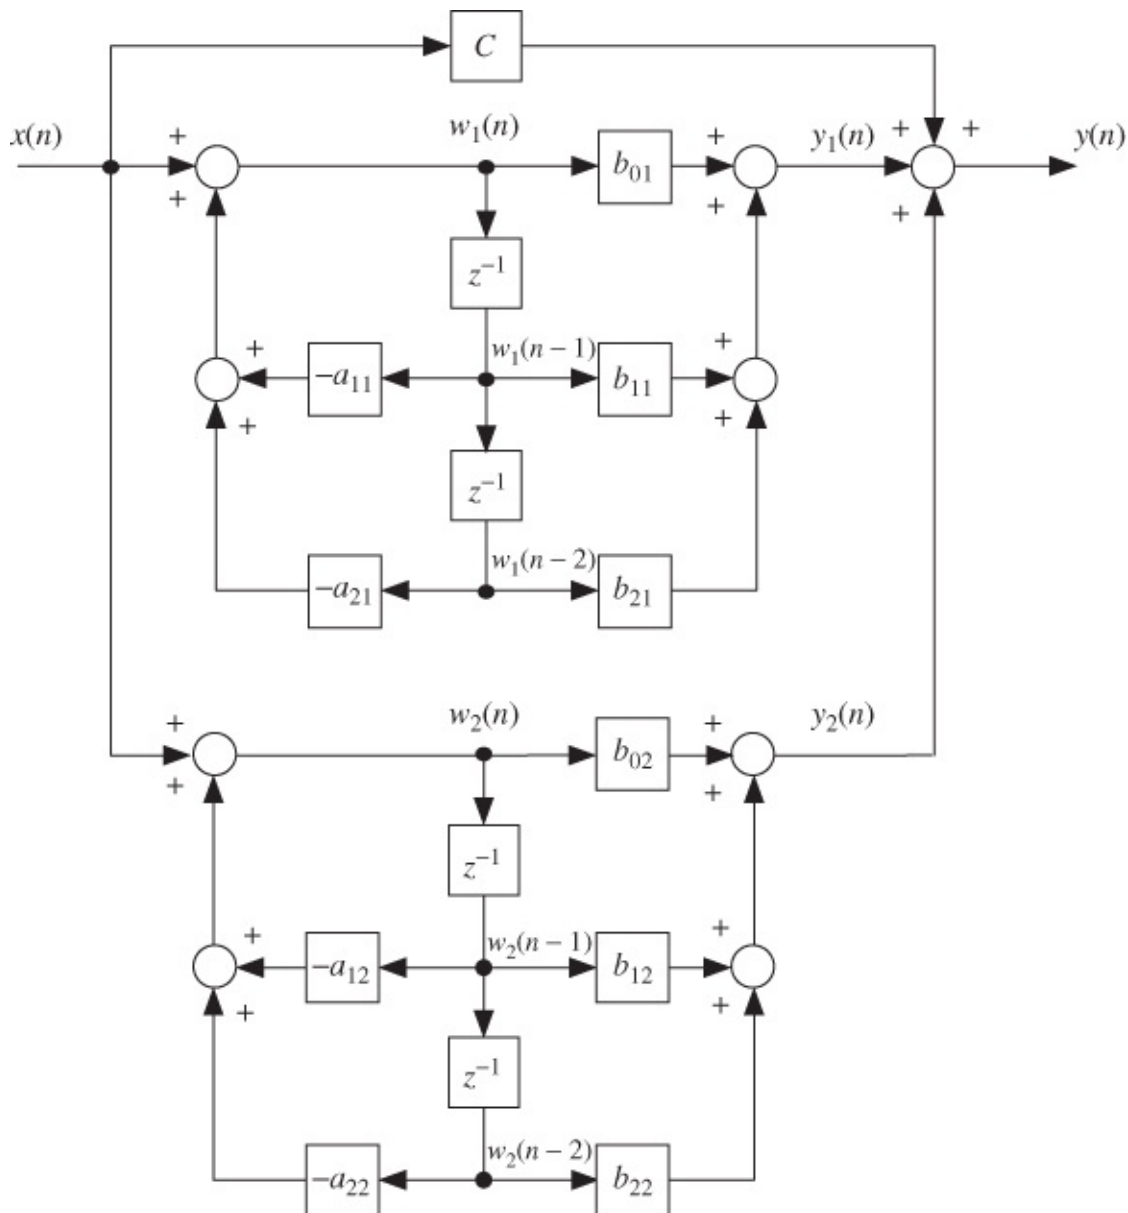 C
x(n)
+
+
w₁(n)
b₀₁
+
+
y₁(n)
+
+
+
y(n)
z⁻¹
+
+
−a₁₁
w₁(n − 1)
b₁₁
+
+
z⁻¹
−a₂₁
w₁(n − 2)
b₂₁
+
+
w₂(n)
b₀₂
+
+
y₂(n)
z⁻¹
+
+
−a₁₂
w₂(n − 1)
b₁₂
+
+
z⁻¹
−a₂₂
w₂(n − 2)
b₂₂